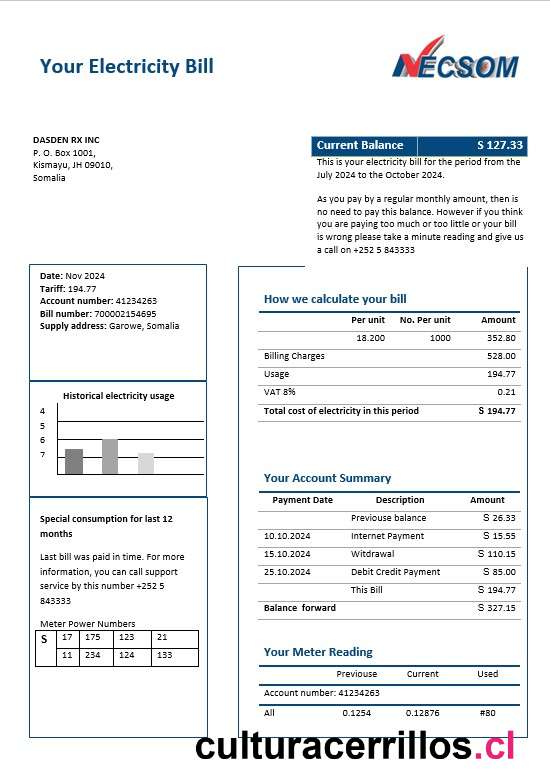 Your Electricity Bill
NECSOM
DASDEN RX INC
P. O. Box 1001,
Kismayu, JH 09010,
Somalia
Current Balance S 127.33
This is your electricity bill for the period from the
July 2024 to the October 2024.
As you pay by a regular monthly amount, then is
no need to pay this balance. However if you think
you are paying too much or too little or your bill
is wrong please take a minute reading and give us
a call on +252 5 843333
Date: Nov 2024
Tariff: 194.77
Account number: 41234263
Bill number: 700002154695
Supply address: Garowe, Somalia
Historical electricity usage
4
5
6
7
Special consumption for last 12
months
Last bill was paid in time. For more
information, you can call support
service by this number +252 5
843333
Meter Power Numbers
S 17 175 123 21
11 234 124 133
How we calculate your bill
Per unit No. Per unit Amount
18.200 1000 352.80
Billing Charges 528.00
Usage 194.77
VAT 8% 0.21
Total cost of electricity in this period S 194.77
Your Account Summary
Payment Date Description Amount
Previouse balance S 26.33
10.10.2024 Internet Payment S 15.55
15.10.2024 Witdrawal S 110.15
25.10.2024 Debit Credit Payment S 85.00
This Bill S 194.77
Balance forward S 327.15
Your Meter Reading
Previouse Current Used
Account number: 41234263
All 0.1254 0.12876 #80
culturacerrillos.cl